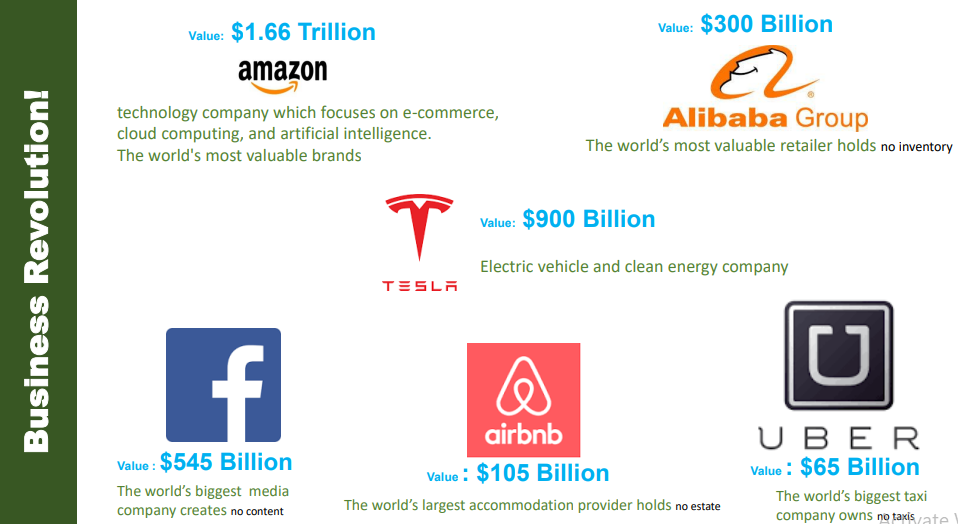 Business Revolution!
Value: $1.66 Trillion
amazon
technology company which focuses on e-commerce,
cloud computing, and artificial intelligence.
The world's most valuable brands
Value: $300 Billion
Alibaba Group
The world's most valuable retailer holds no inventory
TESLA
Value: $900 Billion
Electric vehicle and clean energy company
f
Value : $545 Billion
The world's biggest media
company creates no content
airbnb
Value : $105 Billion
The world's largest accommodation provider holds no estate
U
UBER
Value : $65 Billion
The world's biggest taxi
company owns no taxis
Activate